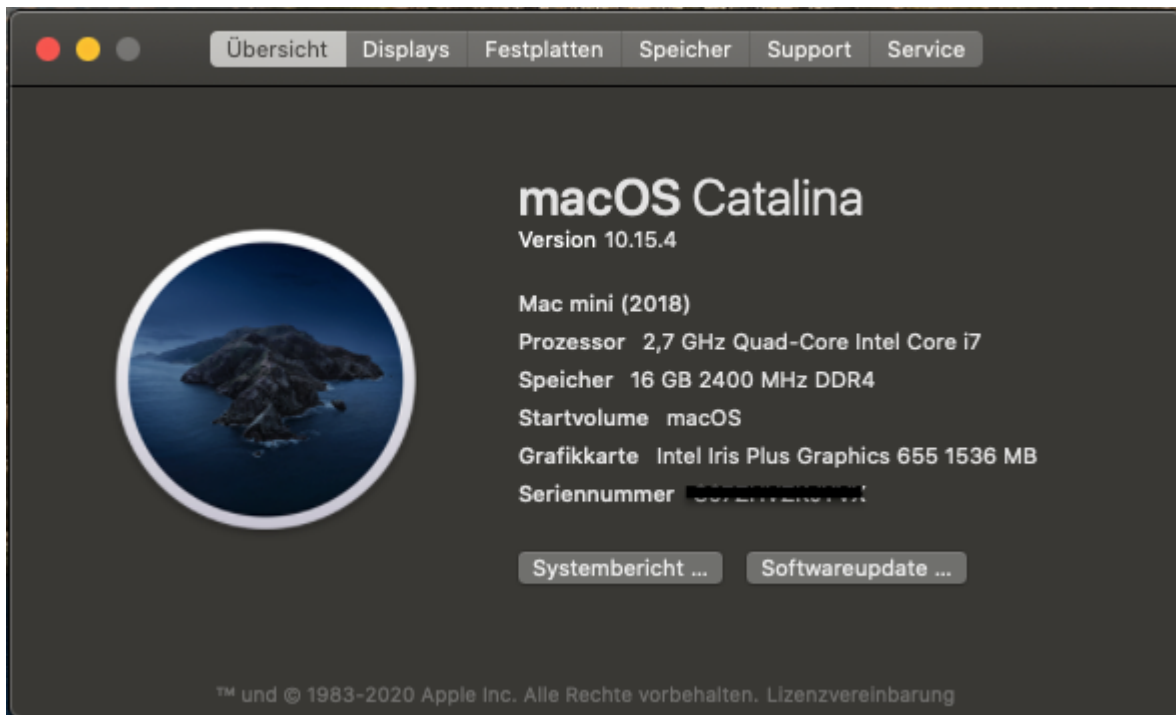 Übersicht Displays Festplatten Speicher Support Service
macOS Catalina
Version 10.15.4
Mac mini (2018)
Prozessor 2,7 GHz Quad-Core Intel Core i7
Speicher 16 GB 2400 MHz DDR4
Startvolume macOS
Grafikkarte Intel Iris Plus Graphics 655 1536 MB
Seriennummer
Systembericht ... Softwareupdate ...
™ und © 1983-2020 Apple Inc. Alle Rechte vorbehalten. Lizenzvereinbarung